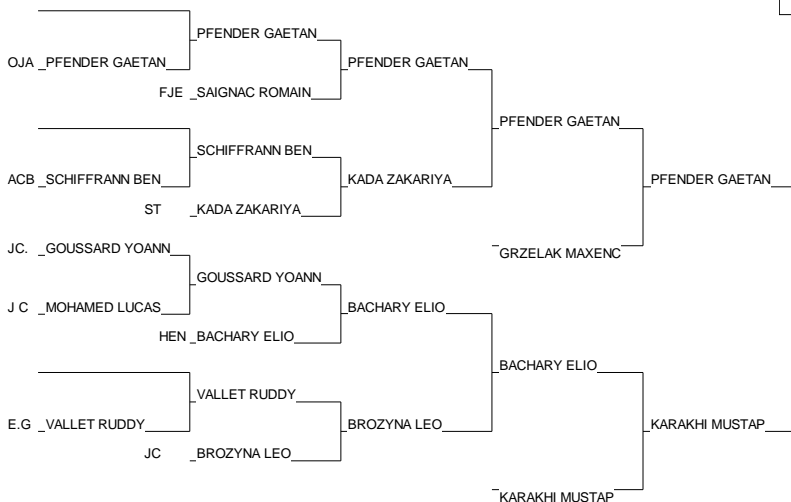 PFENDER GAETAN
OJA PFENDER GAETAN PFENDER GAETAN
FJE SAIGNAC ROMAIN
PFENDER GAETAN
SCHIFFRANN BEN
ACB SCHIFFRANN BEN KADA ZAKARIYA PFENDER GAETAN
ST KADA ZAKARIYA
JC. GOUSSARD YOANN GRZELAK MAXENC
GOUSSARD YOANN
J C MOHAMED LUCAS BACHARY ELIO
HEN BACHARY ELIO
BACHARY ELIO
VALLET RUDDY
E.G VALLET RUDDY BROZYNA LEO KARAKHI MUSTAP
JC BROZYNA LEO
KARAKHI MUSTAP